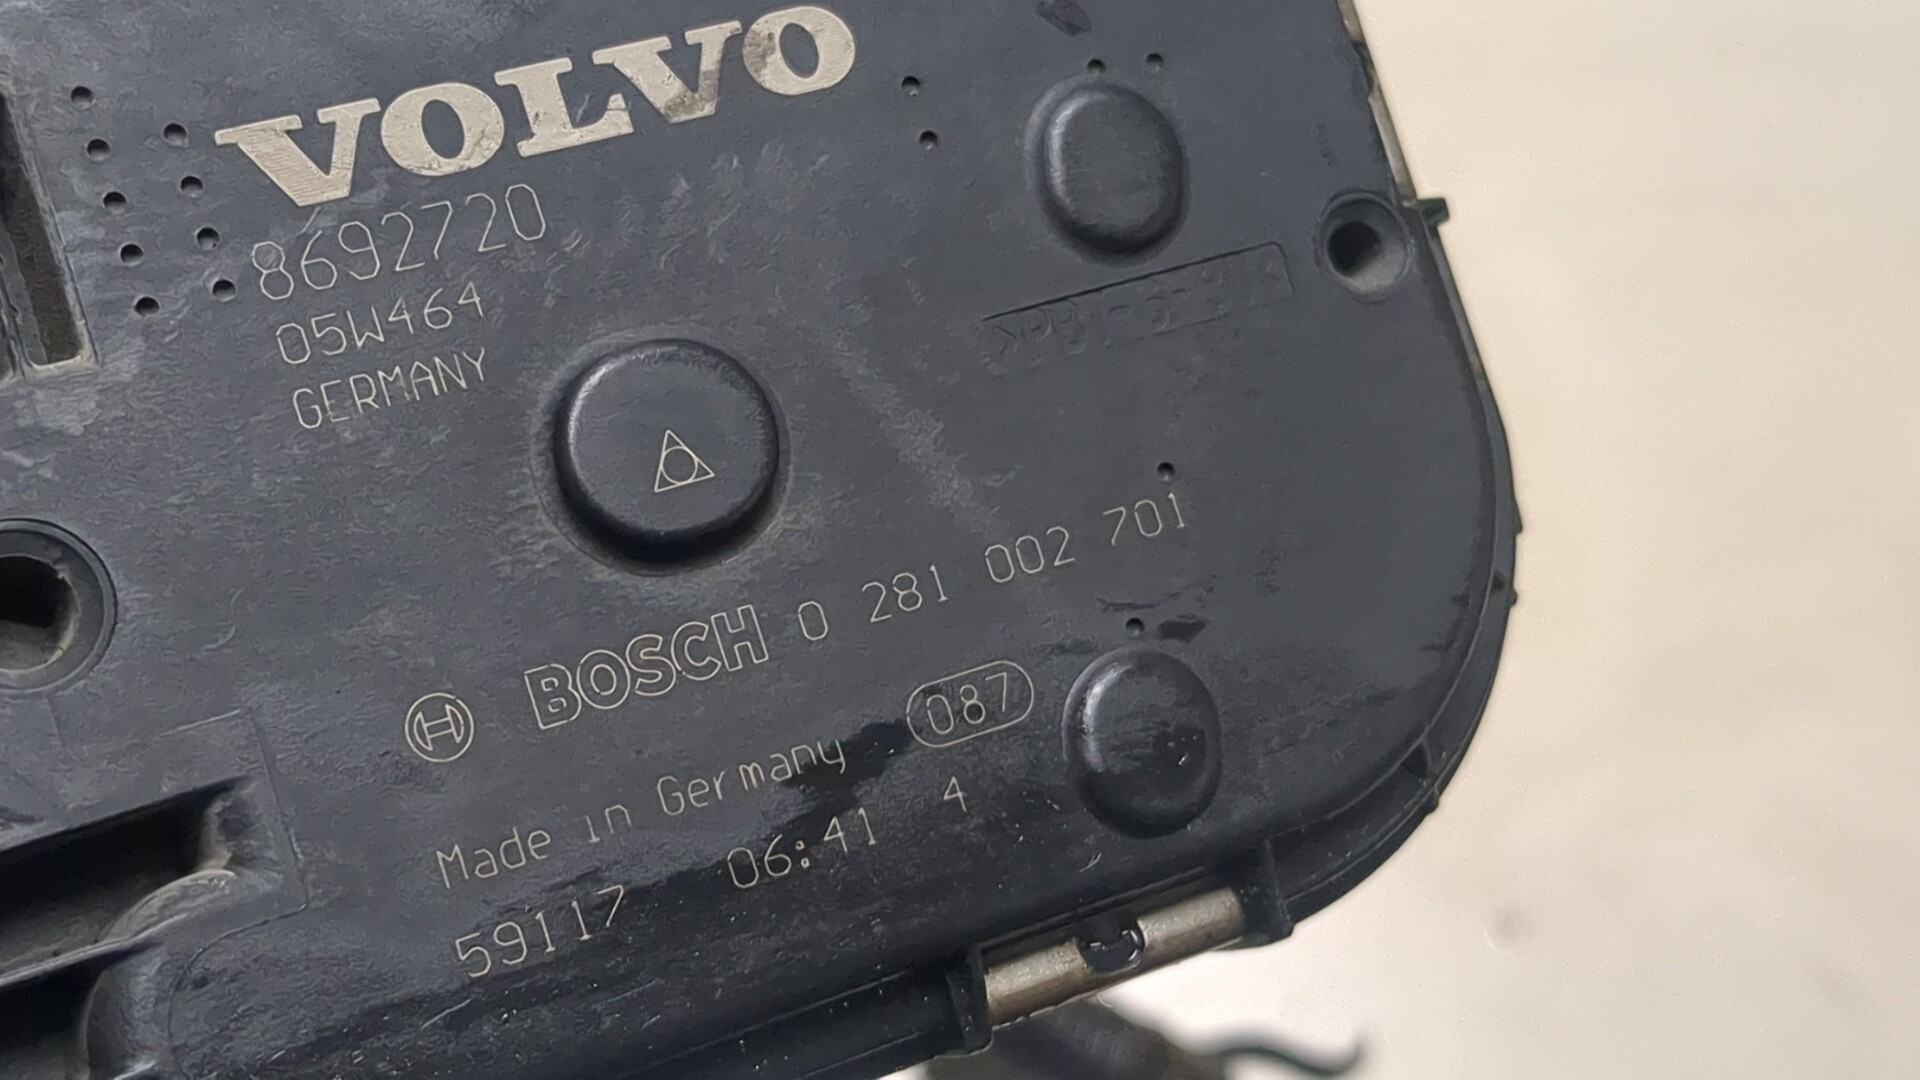 VOLVO
8692720
05W464
GERMANY
BOSCH 0 281 002 701
Made in Germany 087
59117 06:41 4